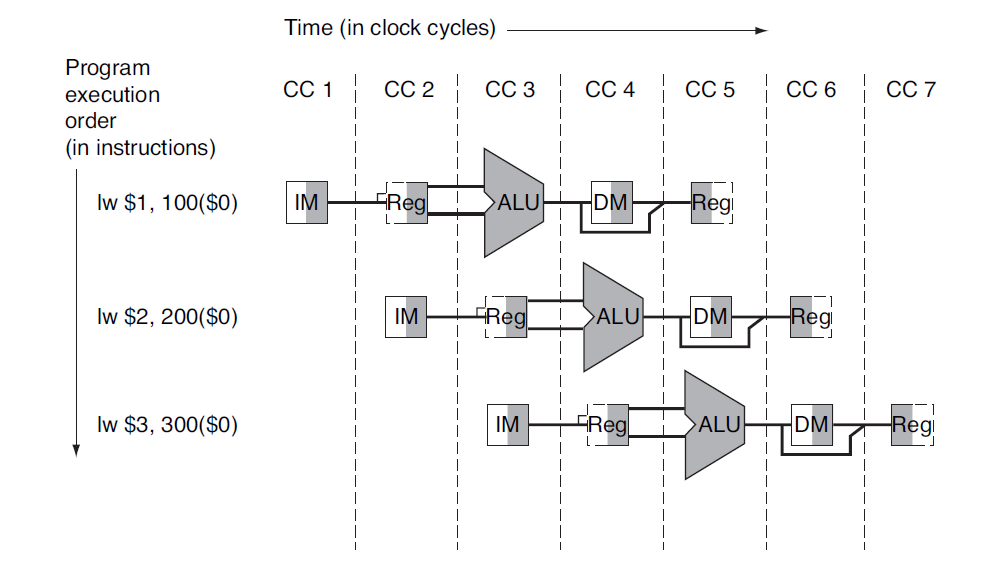 Time (in clock cycles)
Program
execution
order
(in instructions)
CC 1 CC 2 CC 3 CC 4 CC 5 CC 6 CC 7
lw $1, 100($0) IM Reg ALU DM Reg
lw $2, 200($0) IM Reg ALU DM Reg
lw $3, 300($0) IM Reg ALU DM Reg